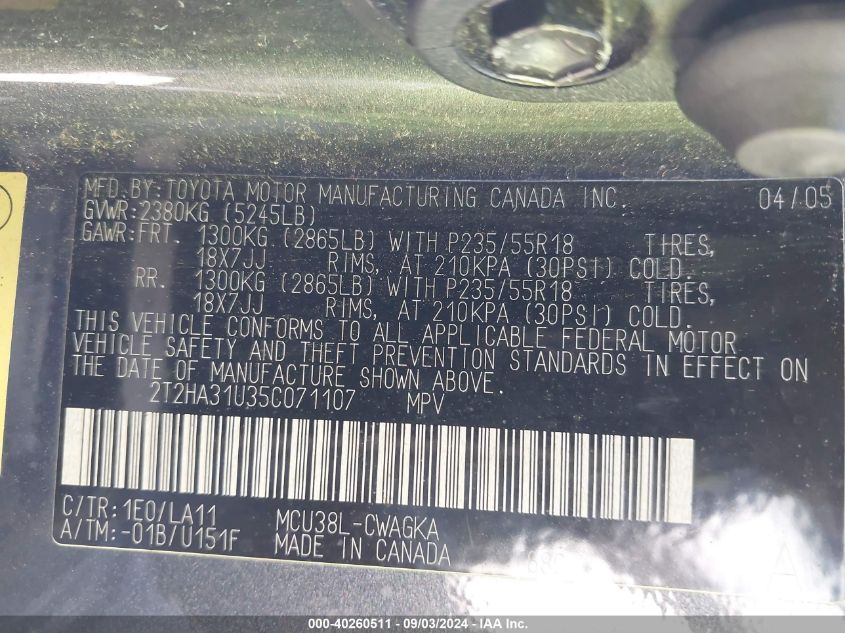 MFD.BY:TOYOTA MOTOR MANUFACTURING CANADA INC. 04/05
GVWR:2380KG (5245LB)
GAWR:FRT. 1300KG (2865LB) WITH P235/55R18 TIRES,
18X7JJ RIMS, AT 210KPA (30PSI) COLD.
RR. 1300KG (2865LB) WITH P235/55R18 TIRES,
18X7JJ RIMS, AT 210KPA (30PSI) COLD.
THIS VEHICLE CONFORMS TO ALL APPLICABLE FEDERAL MOTOR
VEHICLE SAFETY AND THEFT PREVENTION STANDARDS IN EFFECT ON
THE DATE OF MANUFACTURE SHOWN ABOVE.
2T2HA31U35C071107 MPV
C/TR:1E0/LA11 MCU38L-CWAGKA
A/TM:-01B/U151F MADE IN CANADA
A
000-40260511 - 09/03/2024 - IAA